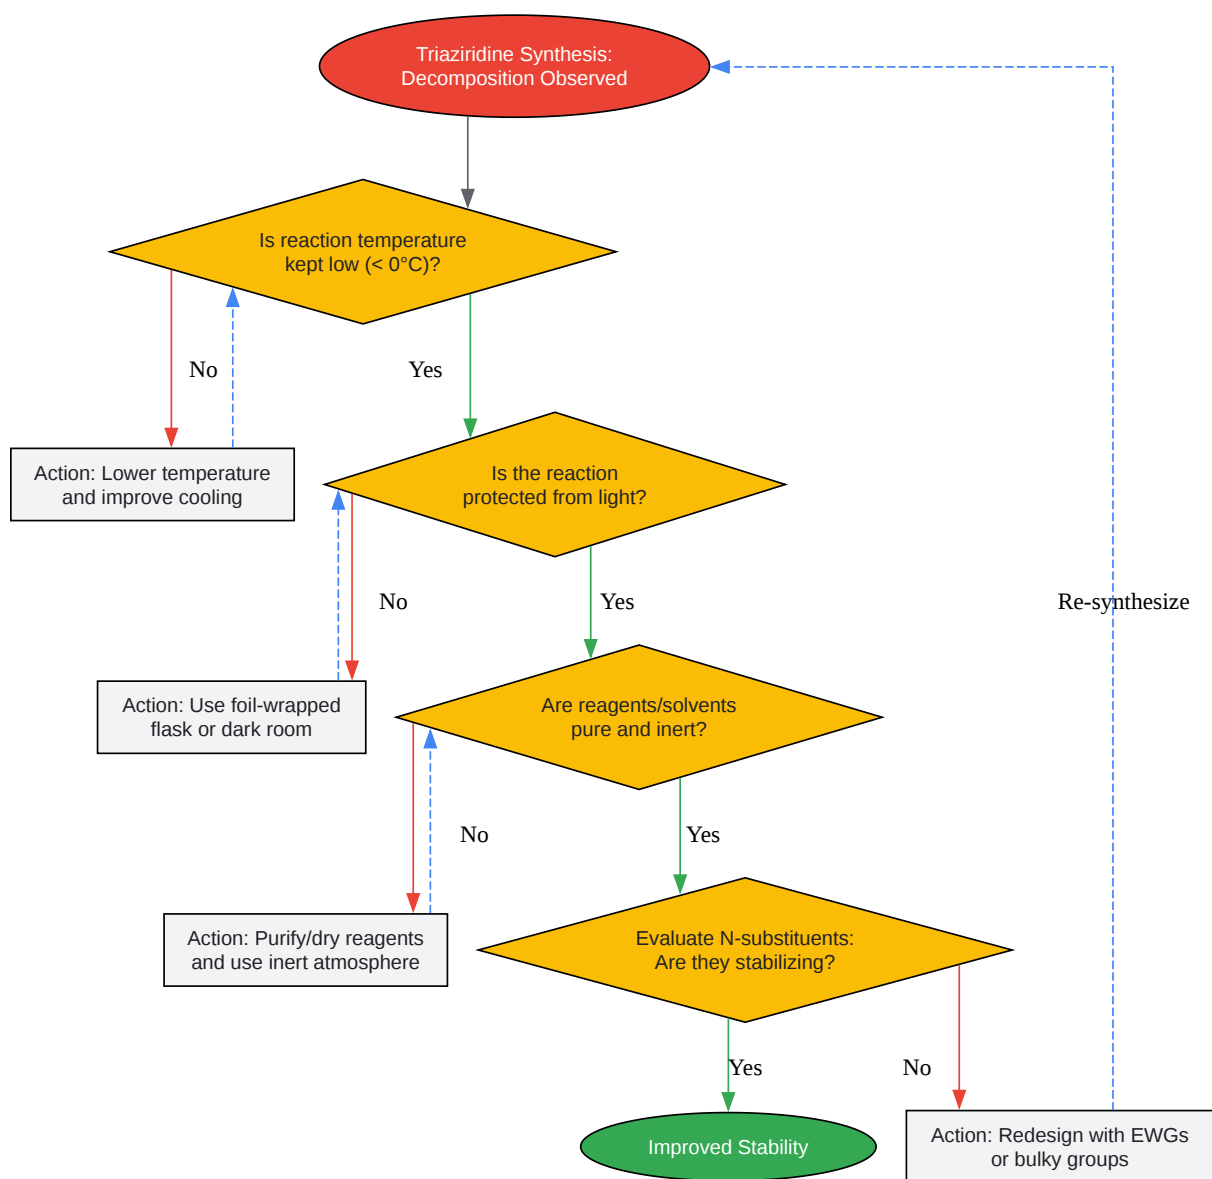 Triaziridine Synthesis:
Decomposition Observed
Is reaction temperature
kept low (< 0°C)?
No
Yes
Action: Lower temperature
and improve cooling
Is the reaction
protected from light?
No
Yes
Re-synthesize
Action: Use foil-wrapped
flask or dark room
Are reagents/solvents
pure and inert?
No
Yes
Action: Purify/dry reagents
and use inert atmosphere
Evaluate N-substituents:
Are they stabilizing?
Yes
No
Improved Stability
Action: Redesign with EWGs
or bulky groups